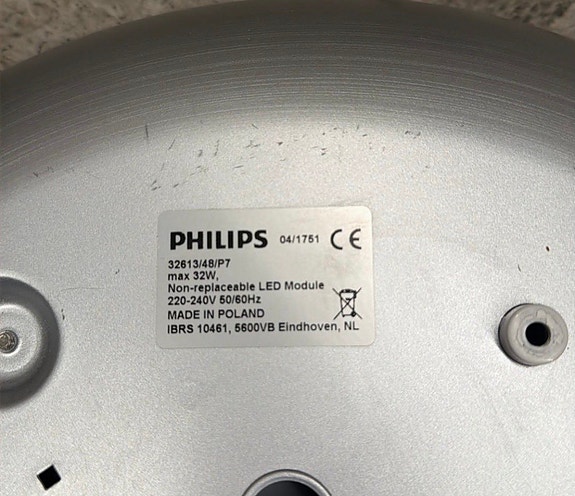 PHILIPS 04/1751 CE
32613/48/P7
max 32W,
Non-replaceable LED Module
220-240V 50/60Hz
MADE IN POLAND
IBRS 10461, 5600VB Eindhoven, NL